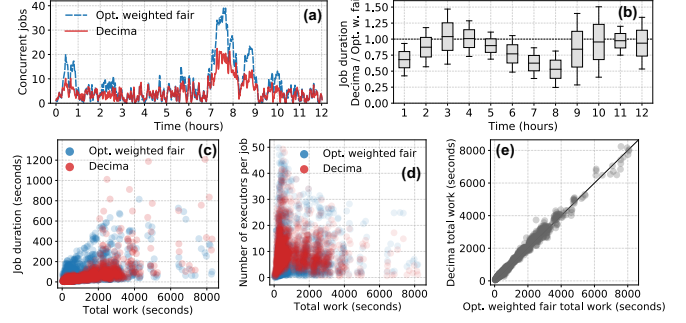 Concurrent jobs
40
30
20
10
0
Opt. weighted fair
Decima
(a)
0 1 2 3 4 5 6 7 8 9 10 11 12
Time (hours)
Job duration
Decima / Opt. w. fair
1.50
1.25
1.00
0.75
0.50
0.25
0.00
(b)
1 2 3 4 5 6 7 8 9 10 11 12
Time (hours)
Job duration (seconds)
1200
1000
800
600
400
200
0
Opt. weighted fair
Decima
(c)
0 2000 4000 6000 8000
Total work (seconds)
Number of executors per job
50
40
30
20
10
0
Opt. weighted fair
Decima
(d)
0 2000 4000 6000 8000
Total work (seconds)
Decima total work (seconds)
8000
6000
4000
2000
0
(e)
0 2000 4000 6000 8000
Opt. weighted fair total work (seconds)